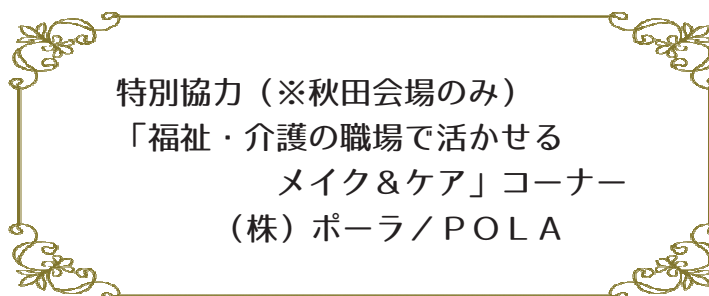 特別協力（※秋田会場のみ）
「福祉・介護の職場で活かせる
メイク＆ケア」コーナー
（株）ポーラ／ＰＯＬＡ